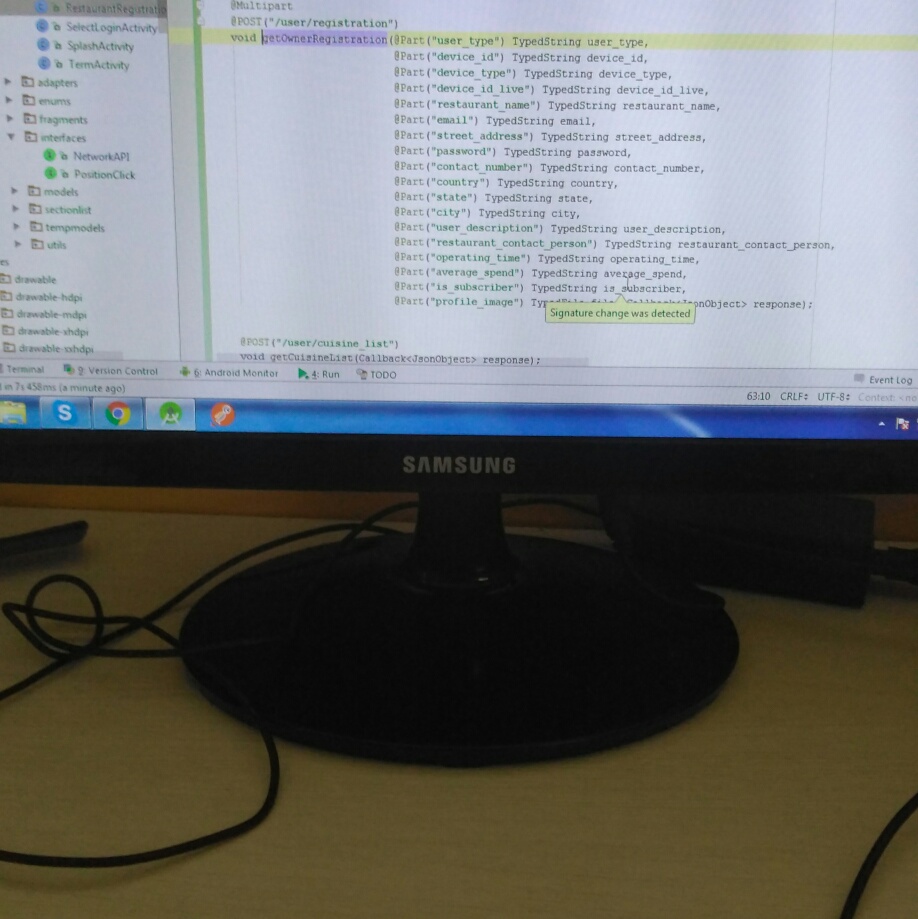 @Multipart
@POST("/user/registration")
void getOwnerRegistration(@Part("user_type") TypedString user_type,
@Part("device_id") TypedString device_id,
@Part("device_type") TypedString device_type,
@Part("device_id_live") TypedString device_id_live,
@Part("restaurant_name") TypedString restaurant_name,
@Part("email") TypedString email,
@Part("street_address") TypedString street_address,
@Part("password") TypedString password,
@Part("contact_number") TypedString contact_number,
@Part("country") TypedString country,
@Part("state") TypedString state,
@Part("city") TypedString city,
@Part("user_description") TypedString user_description,
@Part("restaurant_contact_person") TypedString restaurant_contact_person,
@Part("operating_time") TypedString operating_time,
@Part("average_spend") TypedString average_spend,
@Part("is_subscriber") TypedString is_subscriber,
@Part("profile_image") response);
Signature change was detected
@POST("/user/cuisine_list")
void getCuisineList(Callback<JsonObject> response);
RestaurantRegistratio
SelectLoginActivity
SplashActivity
TermActivity
adapters
enums
fragments
interfaces
NetworkAPI
PositionClick
models
sectionlist
tempmodels
utils
es
drawable
drawable-hdpi
drawable-mdpi
drawable-xhdpi
drawable-xxhdpi
Terminal 9: Version Control 6: Android Monitor 4: Run TODO Event Log
in 7s 458ms (a minute ago) 63:10 CRLF UTF-8 Context:
SAMSUNG